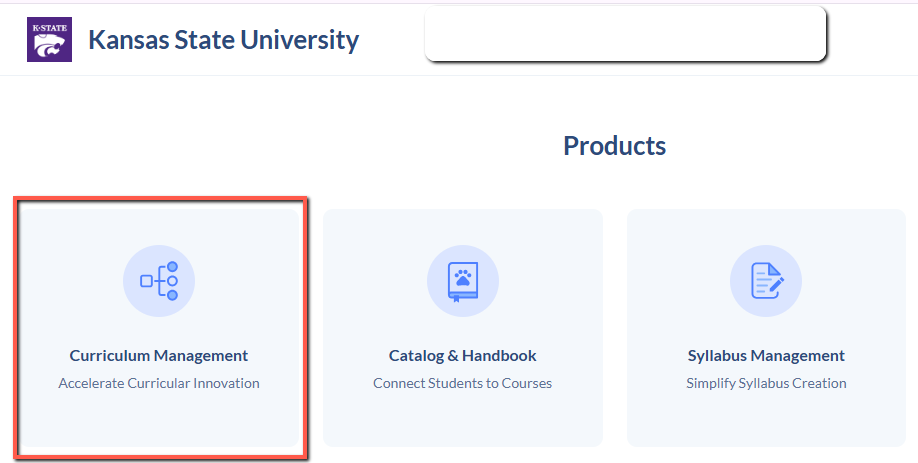 K-STATE
Kansas State University
Products
Curriculum Management
Accelerate Curricular Innovation
Catalog & Handbook
Connect Students to Courses
Syllabus Management
Simplify Syllabus Creation